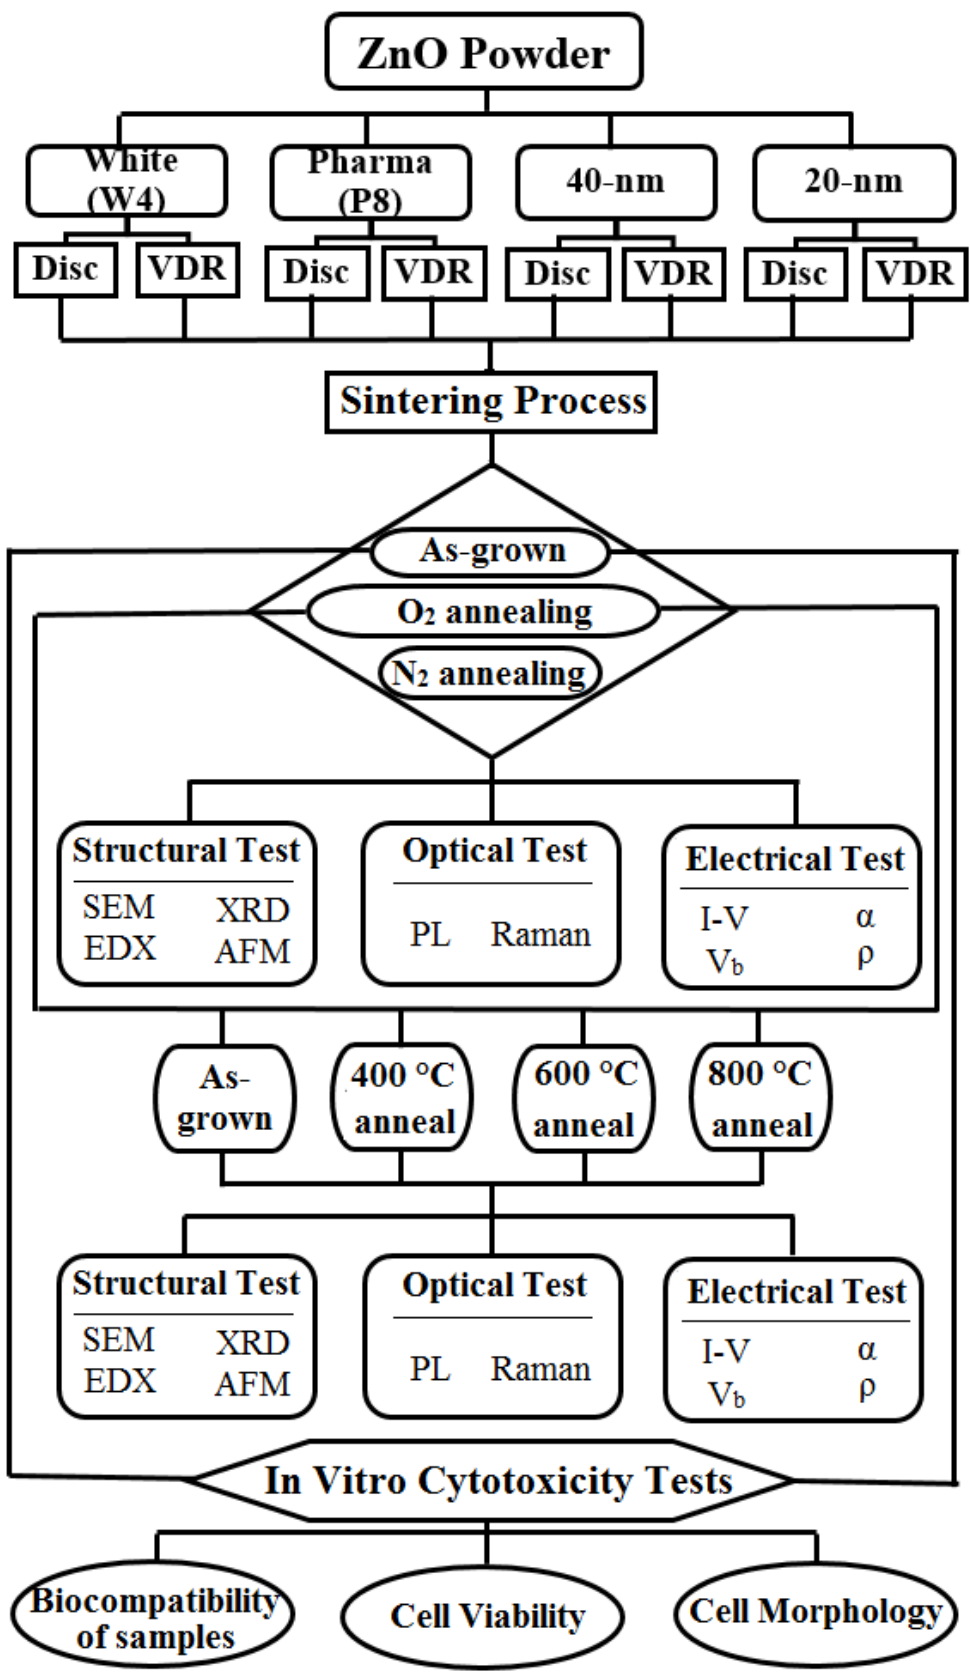 ZnO Powder
White
(W4)
Pharma
(P8)
40-nm
20-nm
Disc
VDR
Disc
VDR
Disc
VDR
Disc
VDR
Sintering Process
As-grown
O₂ annealing
N₂ annealing
Structural Test
SEM XRD
EDX AFM
Optical Test
PL Raman
Electrical Test
I-V α
V_b ρ
As-
grown
400 °C
anneal
600 °C
anneal
800 °C
anneal
Structural Test
SEM XRD
EDX AFM
Optical Test
PL Raman
Electrical Test
I-V α
V_b ρ
In Vitro Cytotoxicity Tests
Biocompatibility
of samples
Cell Viability
Cell Morphology